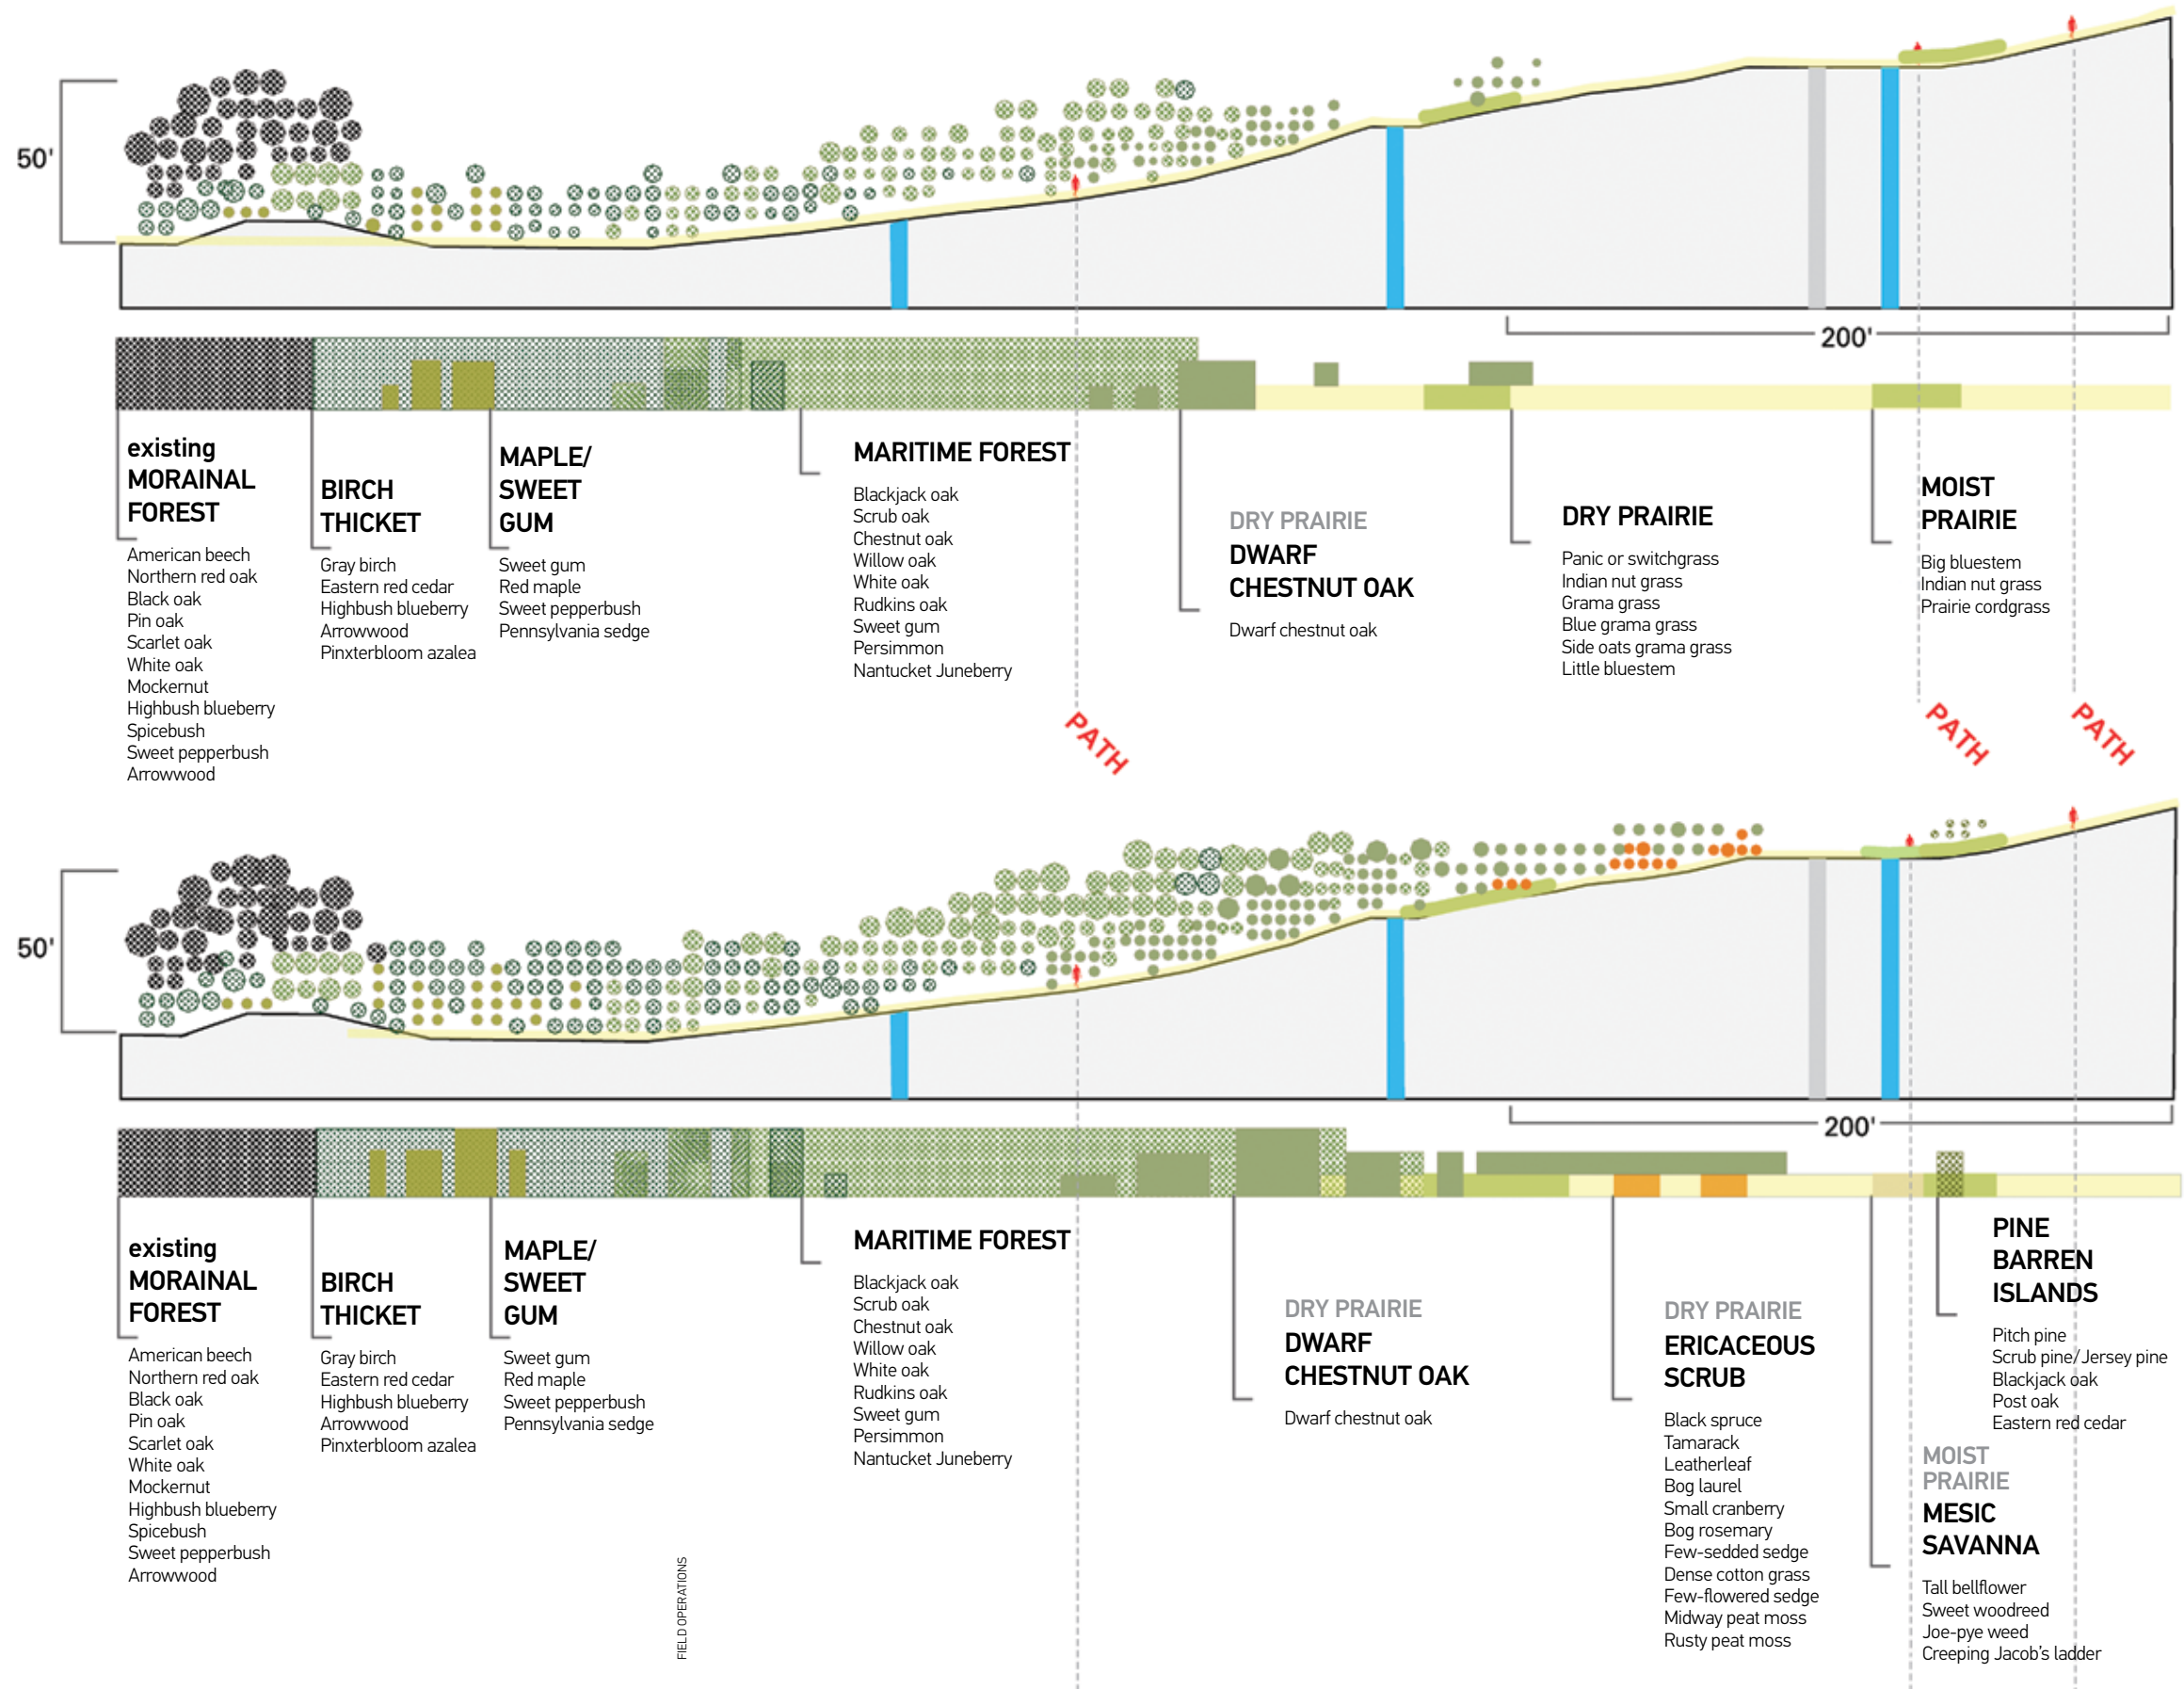 50'
200'
existing
MORAINAL
FOREST
American beech
Northern red oak
Black oak
Pin oak
Scarlet oak
White oak
Mockernut
Highbush blueberry
Spicebush
Sweet pepperbush
Arrowwood
BIRCH
THICKET
Gray birch
Eastern red cedar
Highbush blueberry
Arrowwood
Pinxterbloom azalea
MAPLE/
SWEET
GUM
Sweet gum
Red maple
Sweet pepperbush
Pennsylvania sedge
MARITIME FOREST
Blackjack oak
Scrub oak
Chestnut oak
Willow oak
White oak
Rudkins oak
Sweet gum
Persimmon
Nantucket Juneberry
DRY PRAIRIE
DWARF
CHESTNUT OAK
Dwarf chestnut oak
DRY PRAIRIE
Panic or switchgrass
Indian nut grass
Grama grass
Blue grama grass
Side oats grama grass
Little bluestem
MOIST
PRAIRIE
Big bluestem
Indian nut grass
Prairie cordgrass
PATH
PATH
PATH
50'
200'
existing
MORAINAL
FOREST
American beech
Northern red oak
Black oak
Pin oak
Scarlet oak
White oak
Mockernut
Highbush blueberry
Spicebush
Sweet pepperbush
Arrowwood
BIRCH
THICKET
Gray birch
Eastern red cedar
Highbush blueberry
Arrowwood
Pinxterbloom azalea
MAPLE/
SWEET
GUM
Sweet gum
Red maple
Sweet pepperbush
Pennsylvania sedge
MARITIME FOREST
Blackjack oak
Scrub oak
Chestnut oak
Willow oak
White oak
Rudkins oak
Sweet gum
Persimmon
Nantucket Juneberry
DRY PRAIRIE
DWARF
CHESTNUT OAK
Dwarf chestnut oak
DRY PRAIRIE
ERICACEOUS
SCRUB
Black spruce
Tamarack
Leatherleaf
Bog laurel
Small cranberry
Bog rosemary
Few-sedded sedge
Dense cotton grass
Few-flowered sedge
Midway peat moss
Rusty peat moss
PINE
BARREN
ISLANDS
Pitch pine
Scrub pine/Jersey pine
Blackjack oak
Post oak
Eastern red cedar
MOIST
PRAIRIE
MESIC
SAVANNA
Tall bellflower
Sweet woodreed
Joe-pye weed
Creeping Jacob's ladder
FIELD OPERATIONS